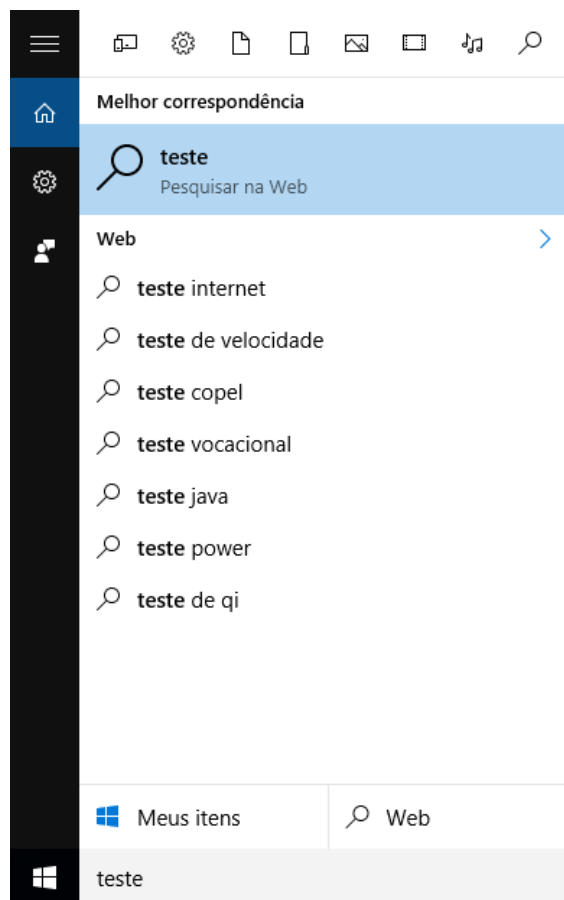 Melhor correspondência
teste
Pesquisar na Web
Web
teste internet
teste de velocidade
teste copel
teste vocacional
teste java
teste power
teste de qi
Meus itens
Web
teste